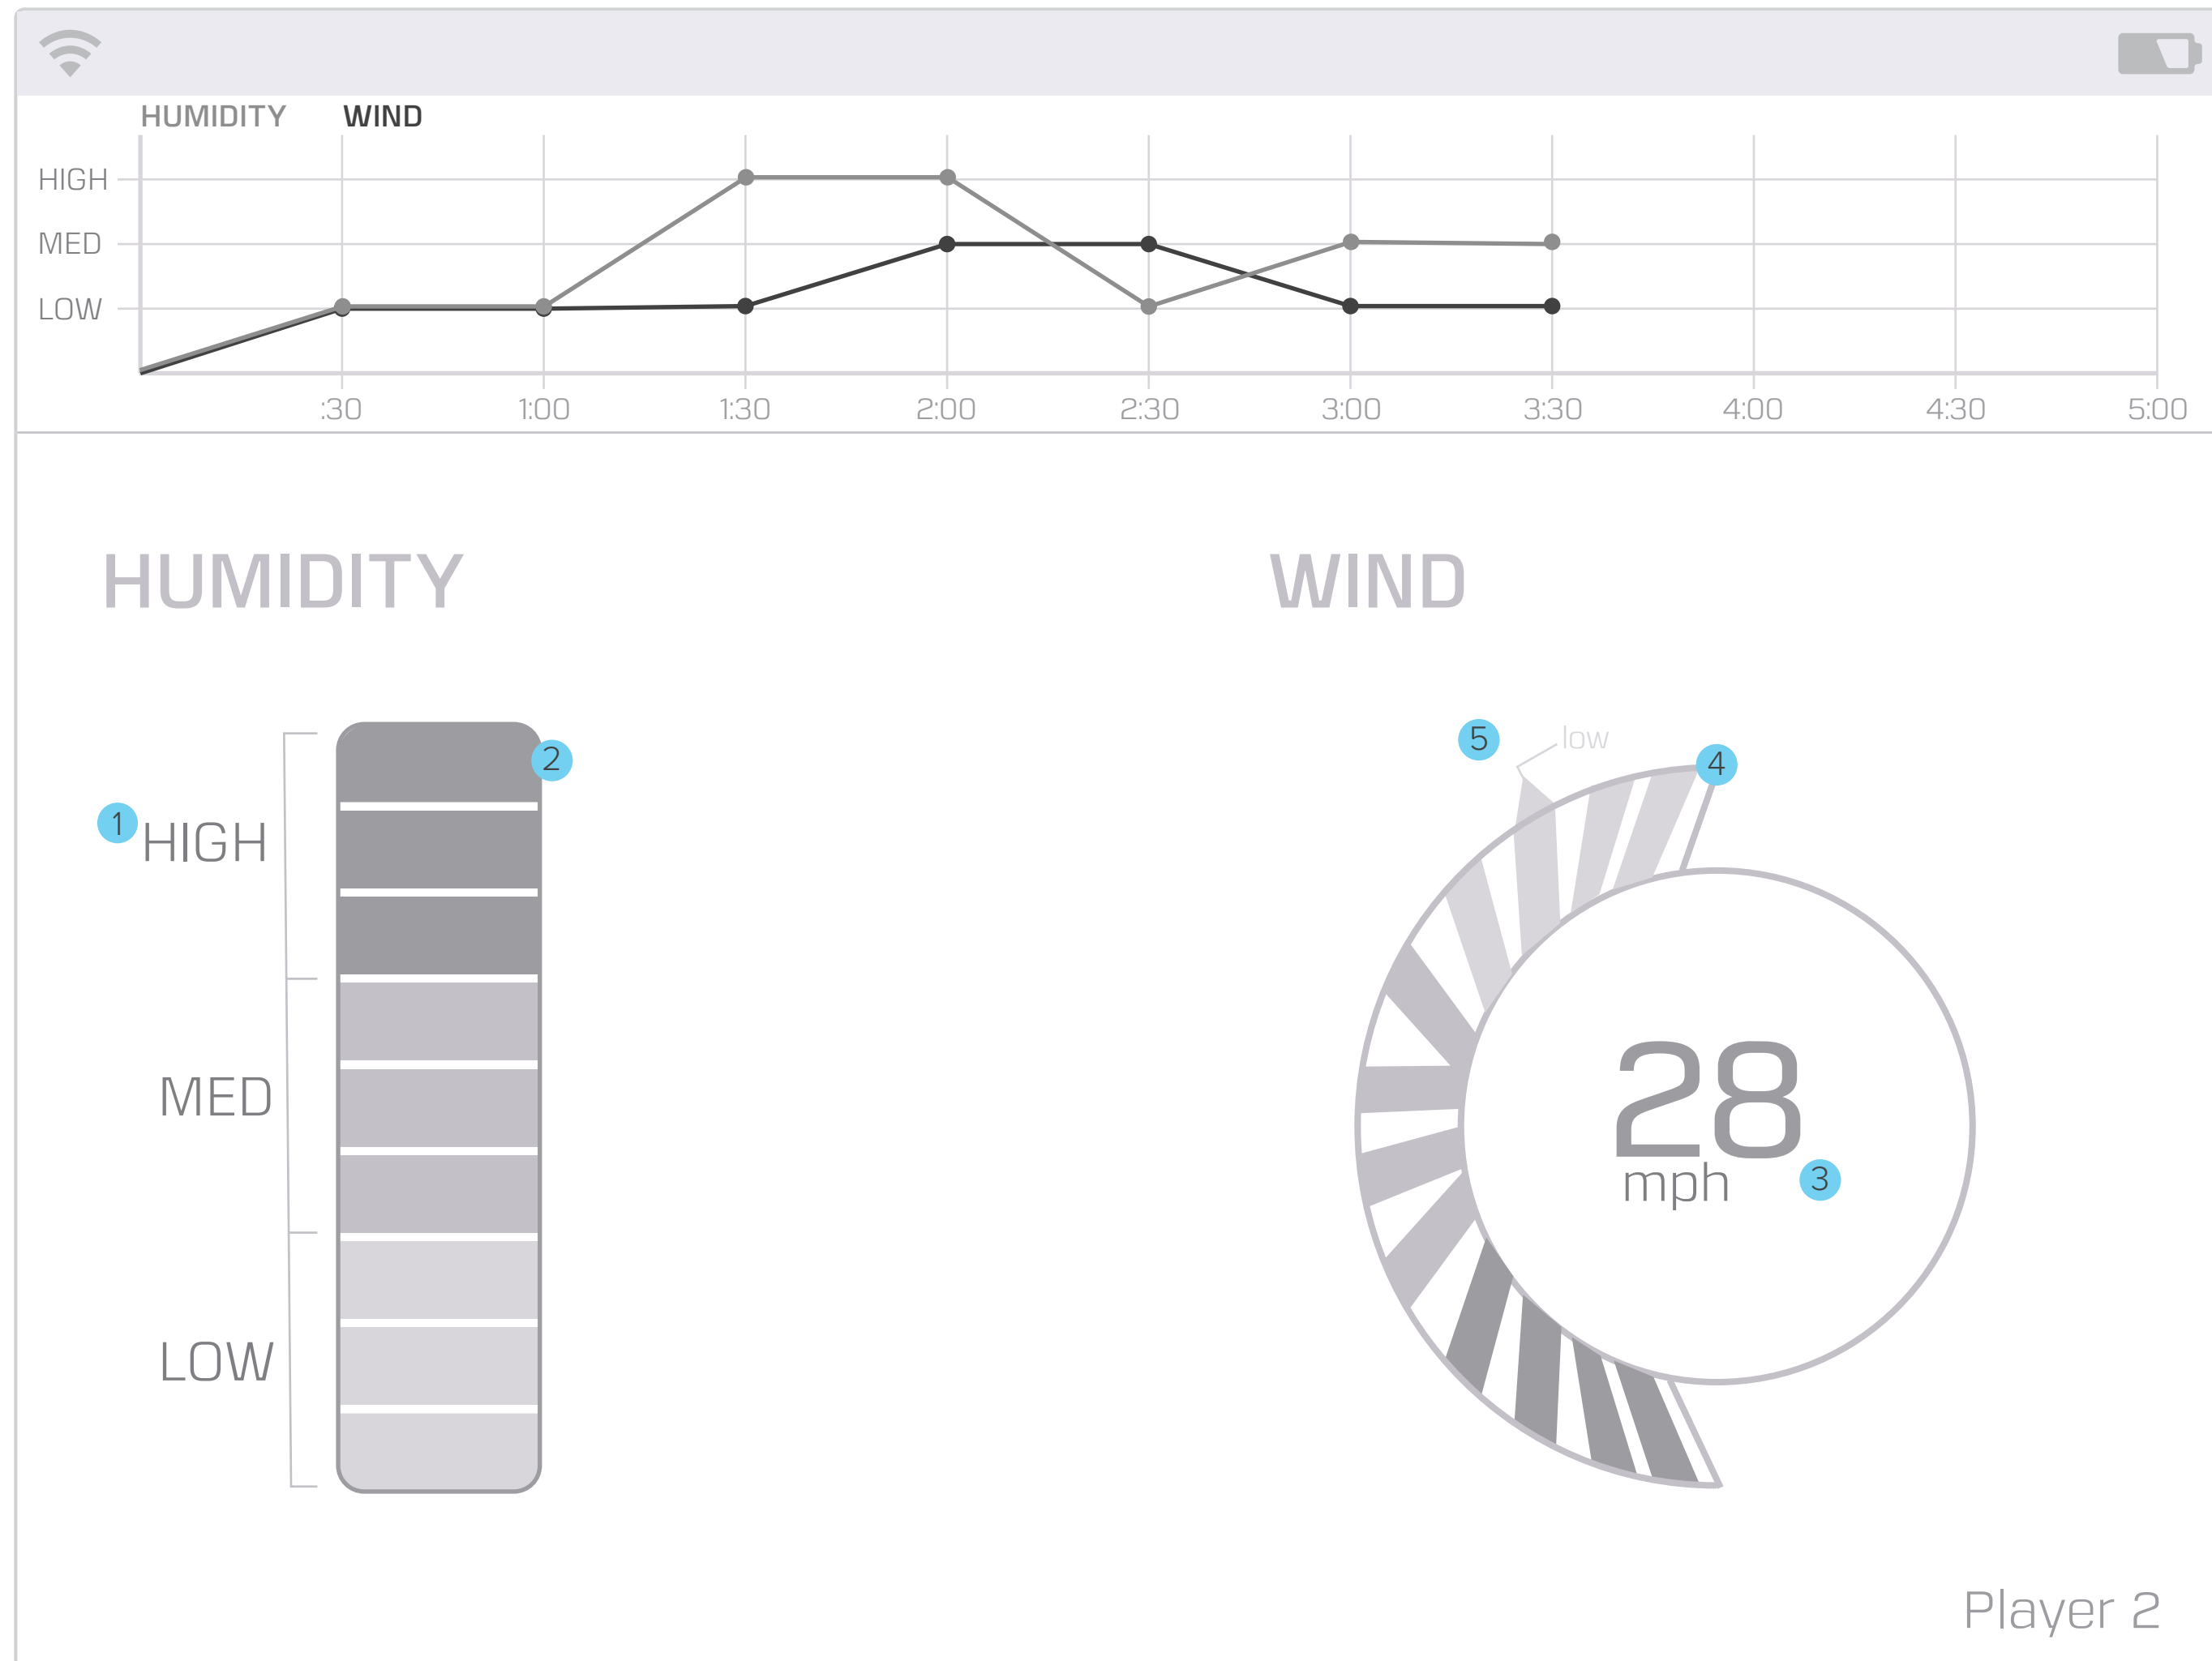 HUMIDITY WIND
HIGH
MED
LOW
:30 1:00 1:30 2:00 2:30 3:00 3:30 4:00 4:30 5:00
HUMIDITY
1 HIGH
MED
LOW
2
WIND
5 low
4
28
mph 3
Player 2